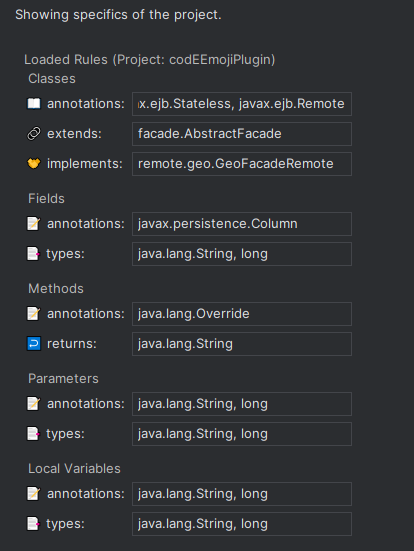 Showing specifics of the project.
Loaded Rules (Project: codEEmojiPlugin)
Classes
annotations: x.ejb.Stateless, javax.ejb.Remote
extends: facade.AbstractFacade
implements: remote.geo.GeoFacadeRemote
Fields
annotations: javax.persistence.Column
types: java.lang.String, long
Methods
annotations: java.lang.Override
returns: java.lang.String
Parameters
annotations: java.lang.String, long
types: java.lang.String, long
Local Variables
annotations: java.lang.String, long
types: java.lang.String, long